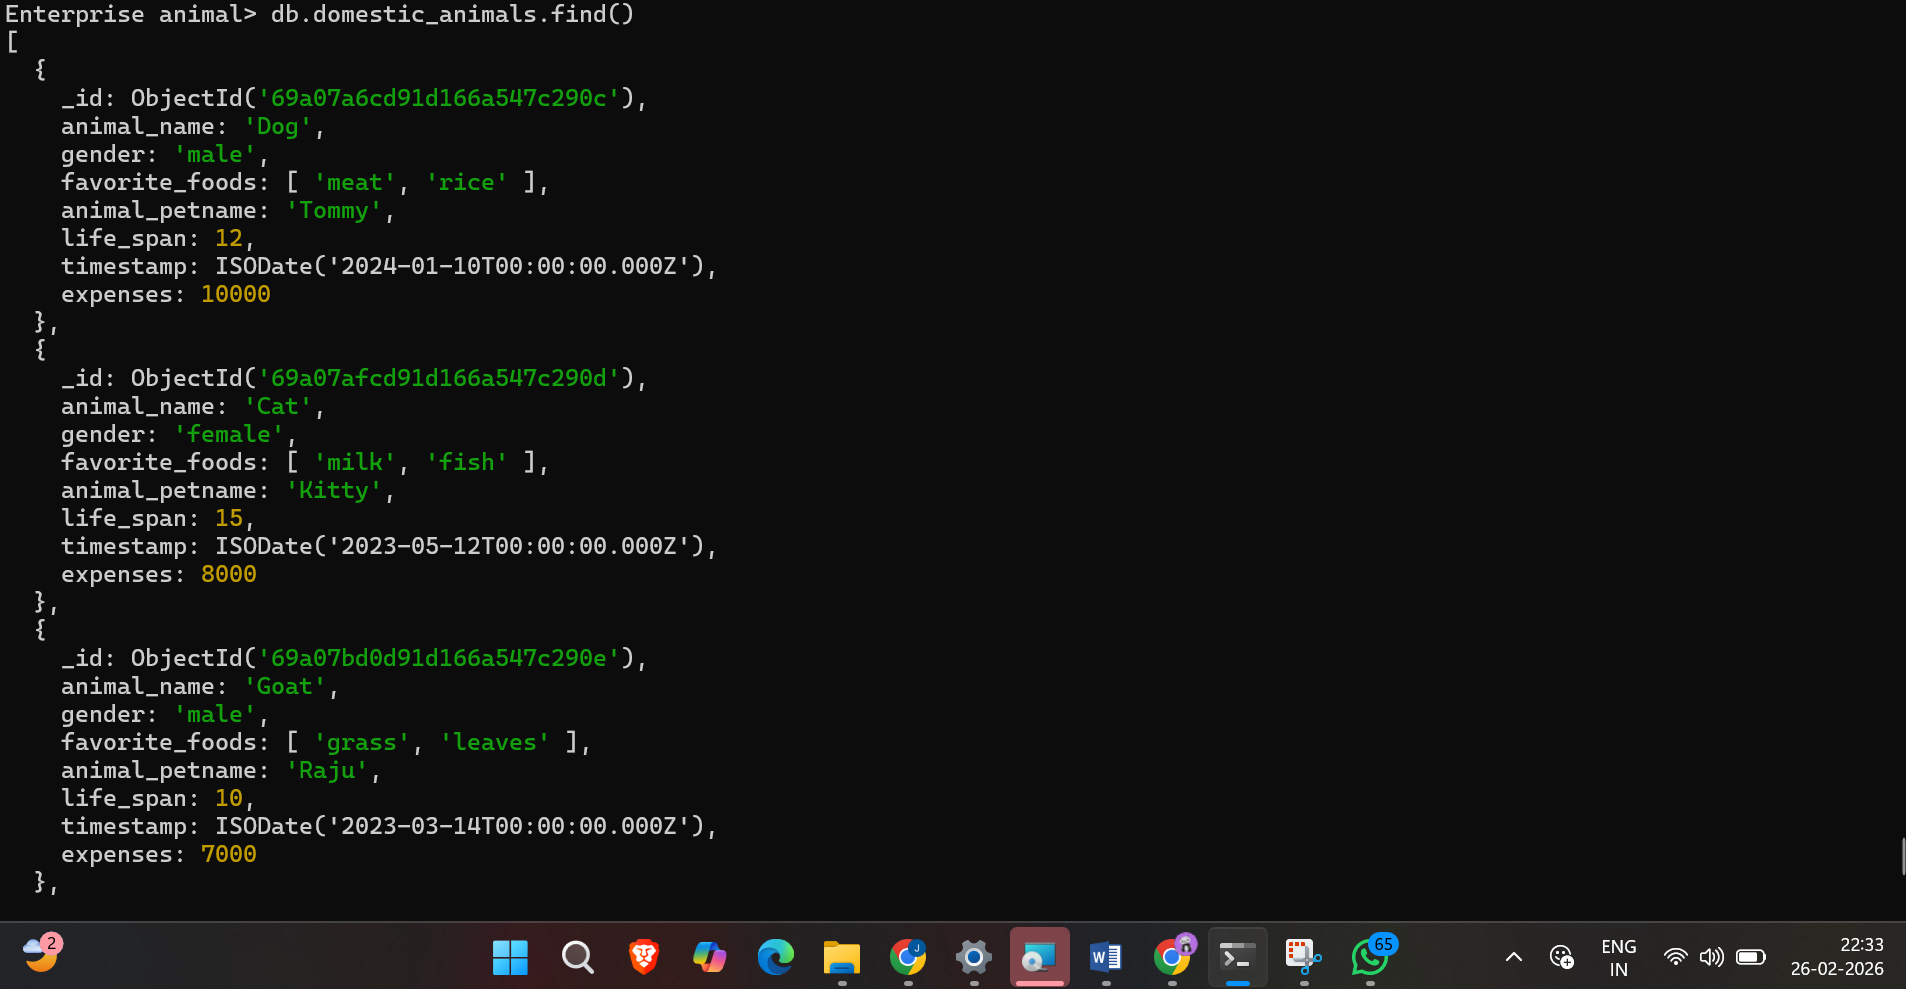 Enterprise animal> db.domestic_animals.find()
[
  {
    _id: ObjectId('69a07a6cd91d166a547c290c'),
    animal_name: 'Dog',
    gender: 'male',
    favorite_foods: [ 'meat', 'rice' ],
    animal_petname: 'Tommy',
    life_span: 12,
    timestamp: ISODate('2024-01-10T00:00:00.000Z'),
    expenses: 10000
  },
  {
    _id: ObjectId('69a07afcd91d166a547c290d'),
    animal_name: 'Cat',
    gender: 'female',
    favorite_foods: [ 'milk', 'fish' ],
    animal_petname: 'Kitty',
    life_span: 15,
    timestamp: ISODate('2023-05-12T00:00:00.000Z'),
    expenses: 8000
  },
  {
    _id: ObjectId('69a07bd0d91d166a547c290e'),
    animal_name: 'Goat',
    gender: 'male',
    favorite_foods: [ 'grass', 'leaves' ],
    animal_petname: 'Raju',
    life_span: 10,
    timestamp: ISODate('2023-03-14T00:00:00.000Z'),
    expenses: 7000
  },
2
J
W
65
ENG
IN
22:33
26-02-2026